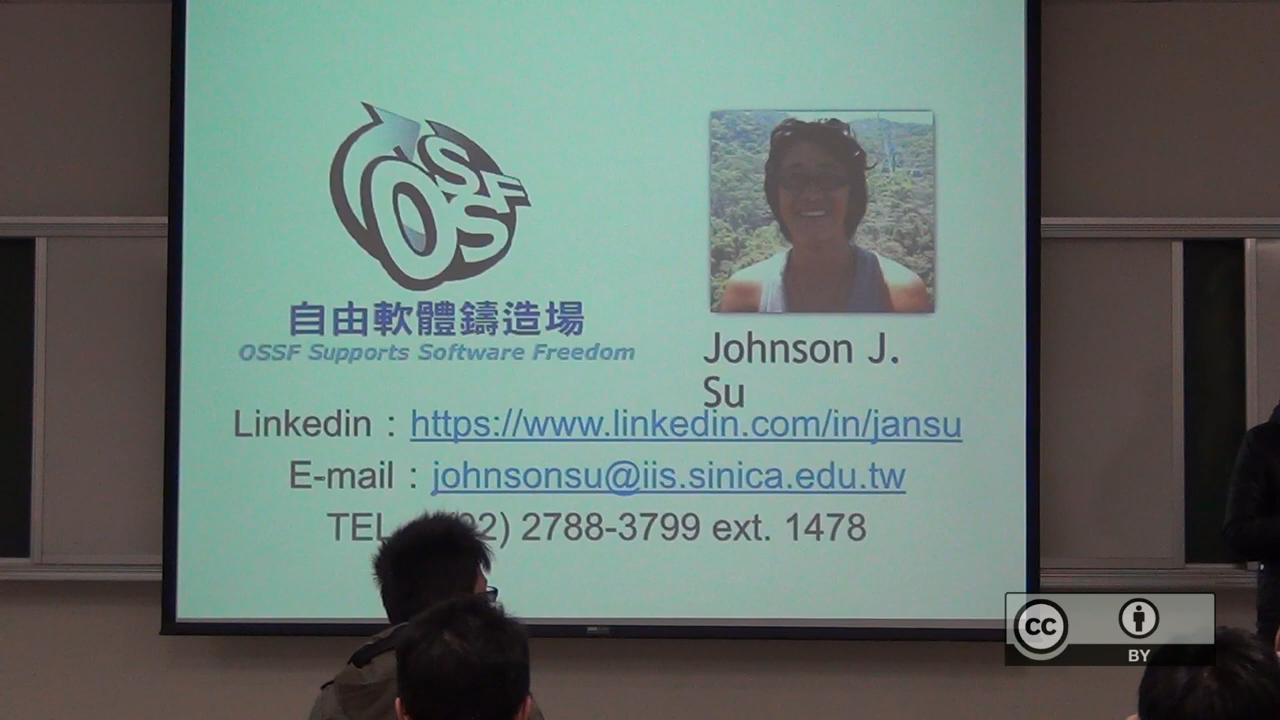 OSSF
自由軟體鑄造場
OSSF Supports Software Freedom
Johnson J.
Su
Linkedin：https://www.linkedin.com/in/jansu
E-mail：johnsonsu@iis.sinica.edu.tw
TEL 2) 2788-3799 ext. 1478
cc
BY